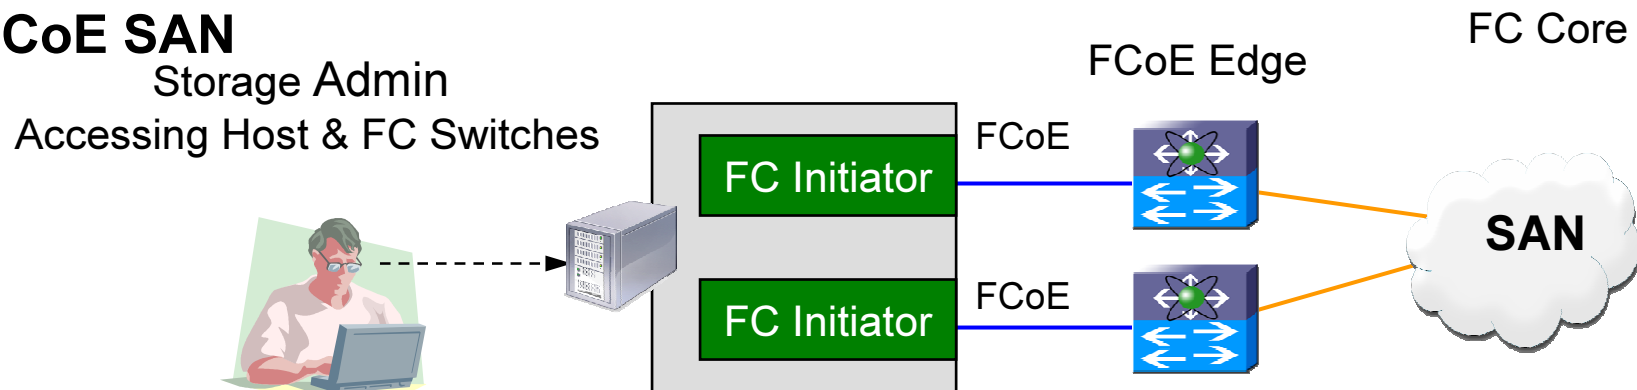 CoE SAN
Storage Admin
Accessing Host & FC Switches
FC Core
FCoE Edge
FCoE
FC Initiator
SAN
FCoE
FC Initiator